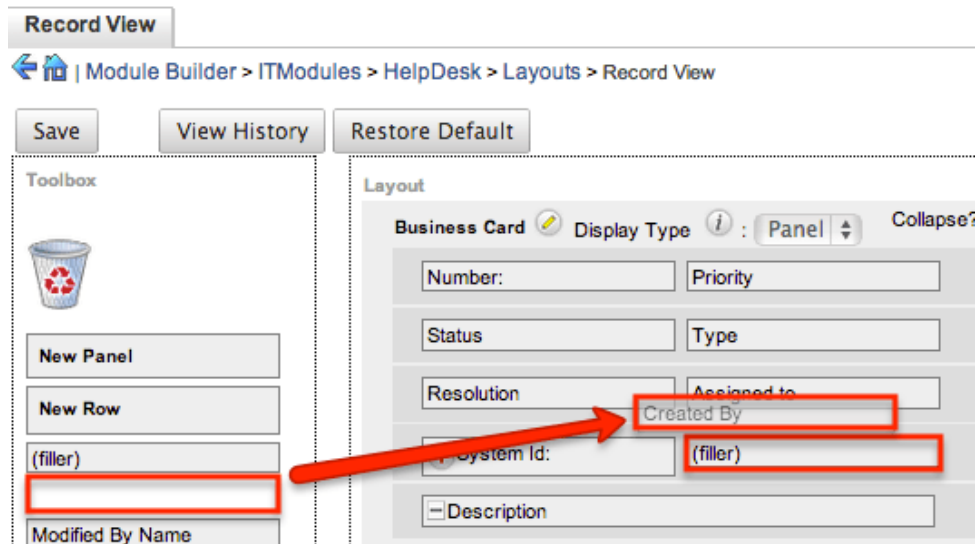 Record View
| Module Builder > ITModules > HelpDesk > Layouts > Record View
Save View History Restore Default
Toolbox
New Panel
New Row
(filler)
Modified By Name
Layout
Business Card Display Type i : Panel Collapse?
Number: Priority
Status Type
Resolution Assigned to
Created By
System Id: (filler)
Description